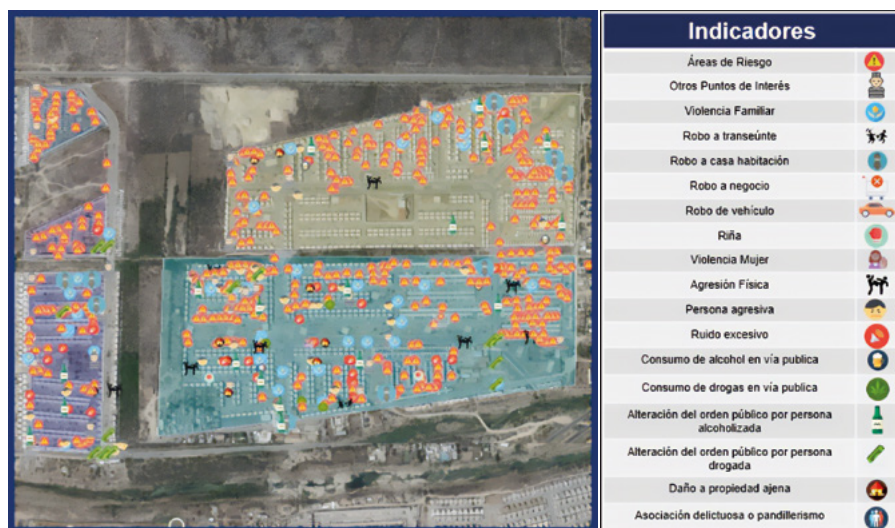 Indicadores
Áreas de Riesgo
Otros Puntos de Interés
Violencia Familiar
Robo a transeúnte
Robo a casa habitación
Robo a negocio
Robo de vehículo
Riña
Violencia Mujer
Agresión Física
Persona agresiva
Ruido excesivo
Consumo de alcohol en vía publica
Consumo de drogas en vía publica
Alteración del orden público por persona
alcoholizada
Alteración del orden público por persona
drogada
Daño a propiedad ajena
Asociación delictuosa o pandillerismo